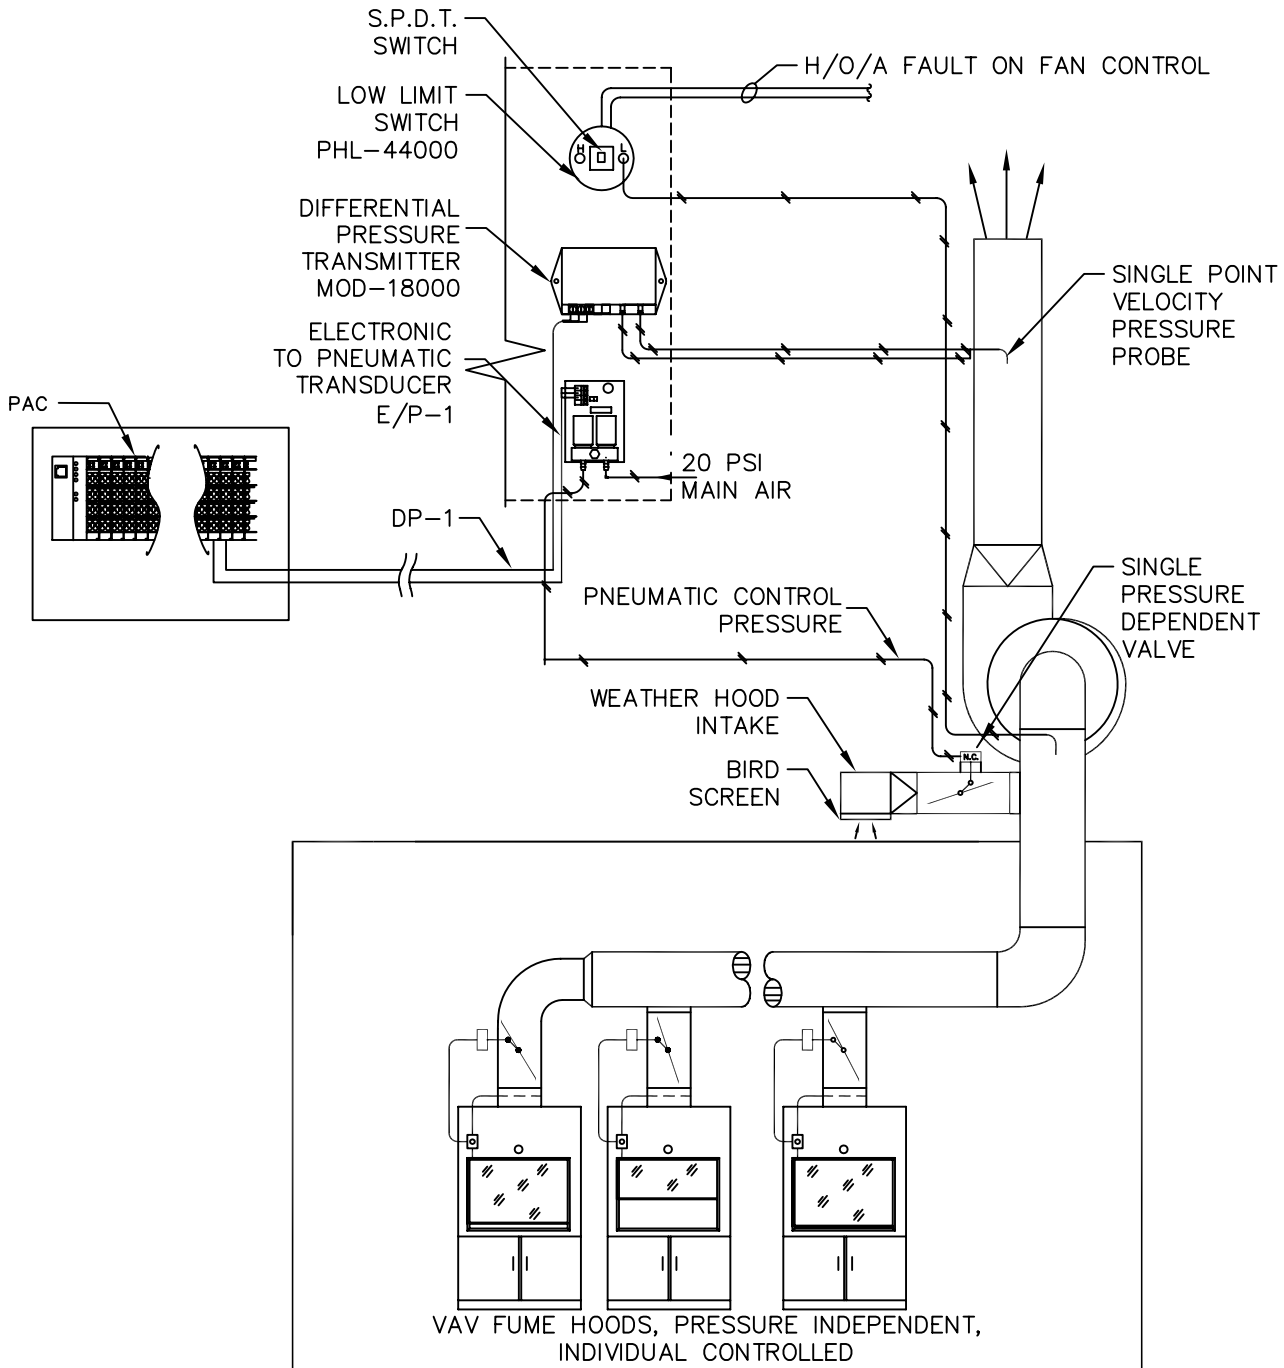 S.P.D.T.
SWITCH
H/O/A FAULT ON FAN CONTROL
LOW LIMIT
SWITCH
PHL-44000
H
L
DIFFERENTIAL
PRESSURE
TRANSMITTER
MOD-18000
SINGLE POINT
VELOCITY
PRESSURE
PROBE
ELECTRONIC
TO PNEUMATIC
TRANSDUCER
E/P-1
PAC
20 PSI
MAIN AIR
DP-1
SINGLE
PRESSURE
DEPENDENT
VALVE
PNEUMATIC CONTROL
PRESSURE
WEATHER HOOD
INTAKE
N.C.
BIRD
SCREEN
VAV FUME HOODS, PRESSURE INDEPENDENT,
INDIVIDUAL CONTROLLED